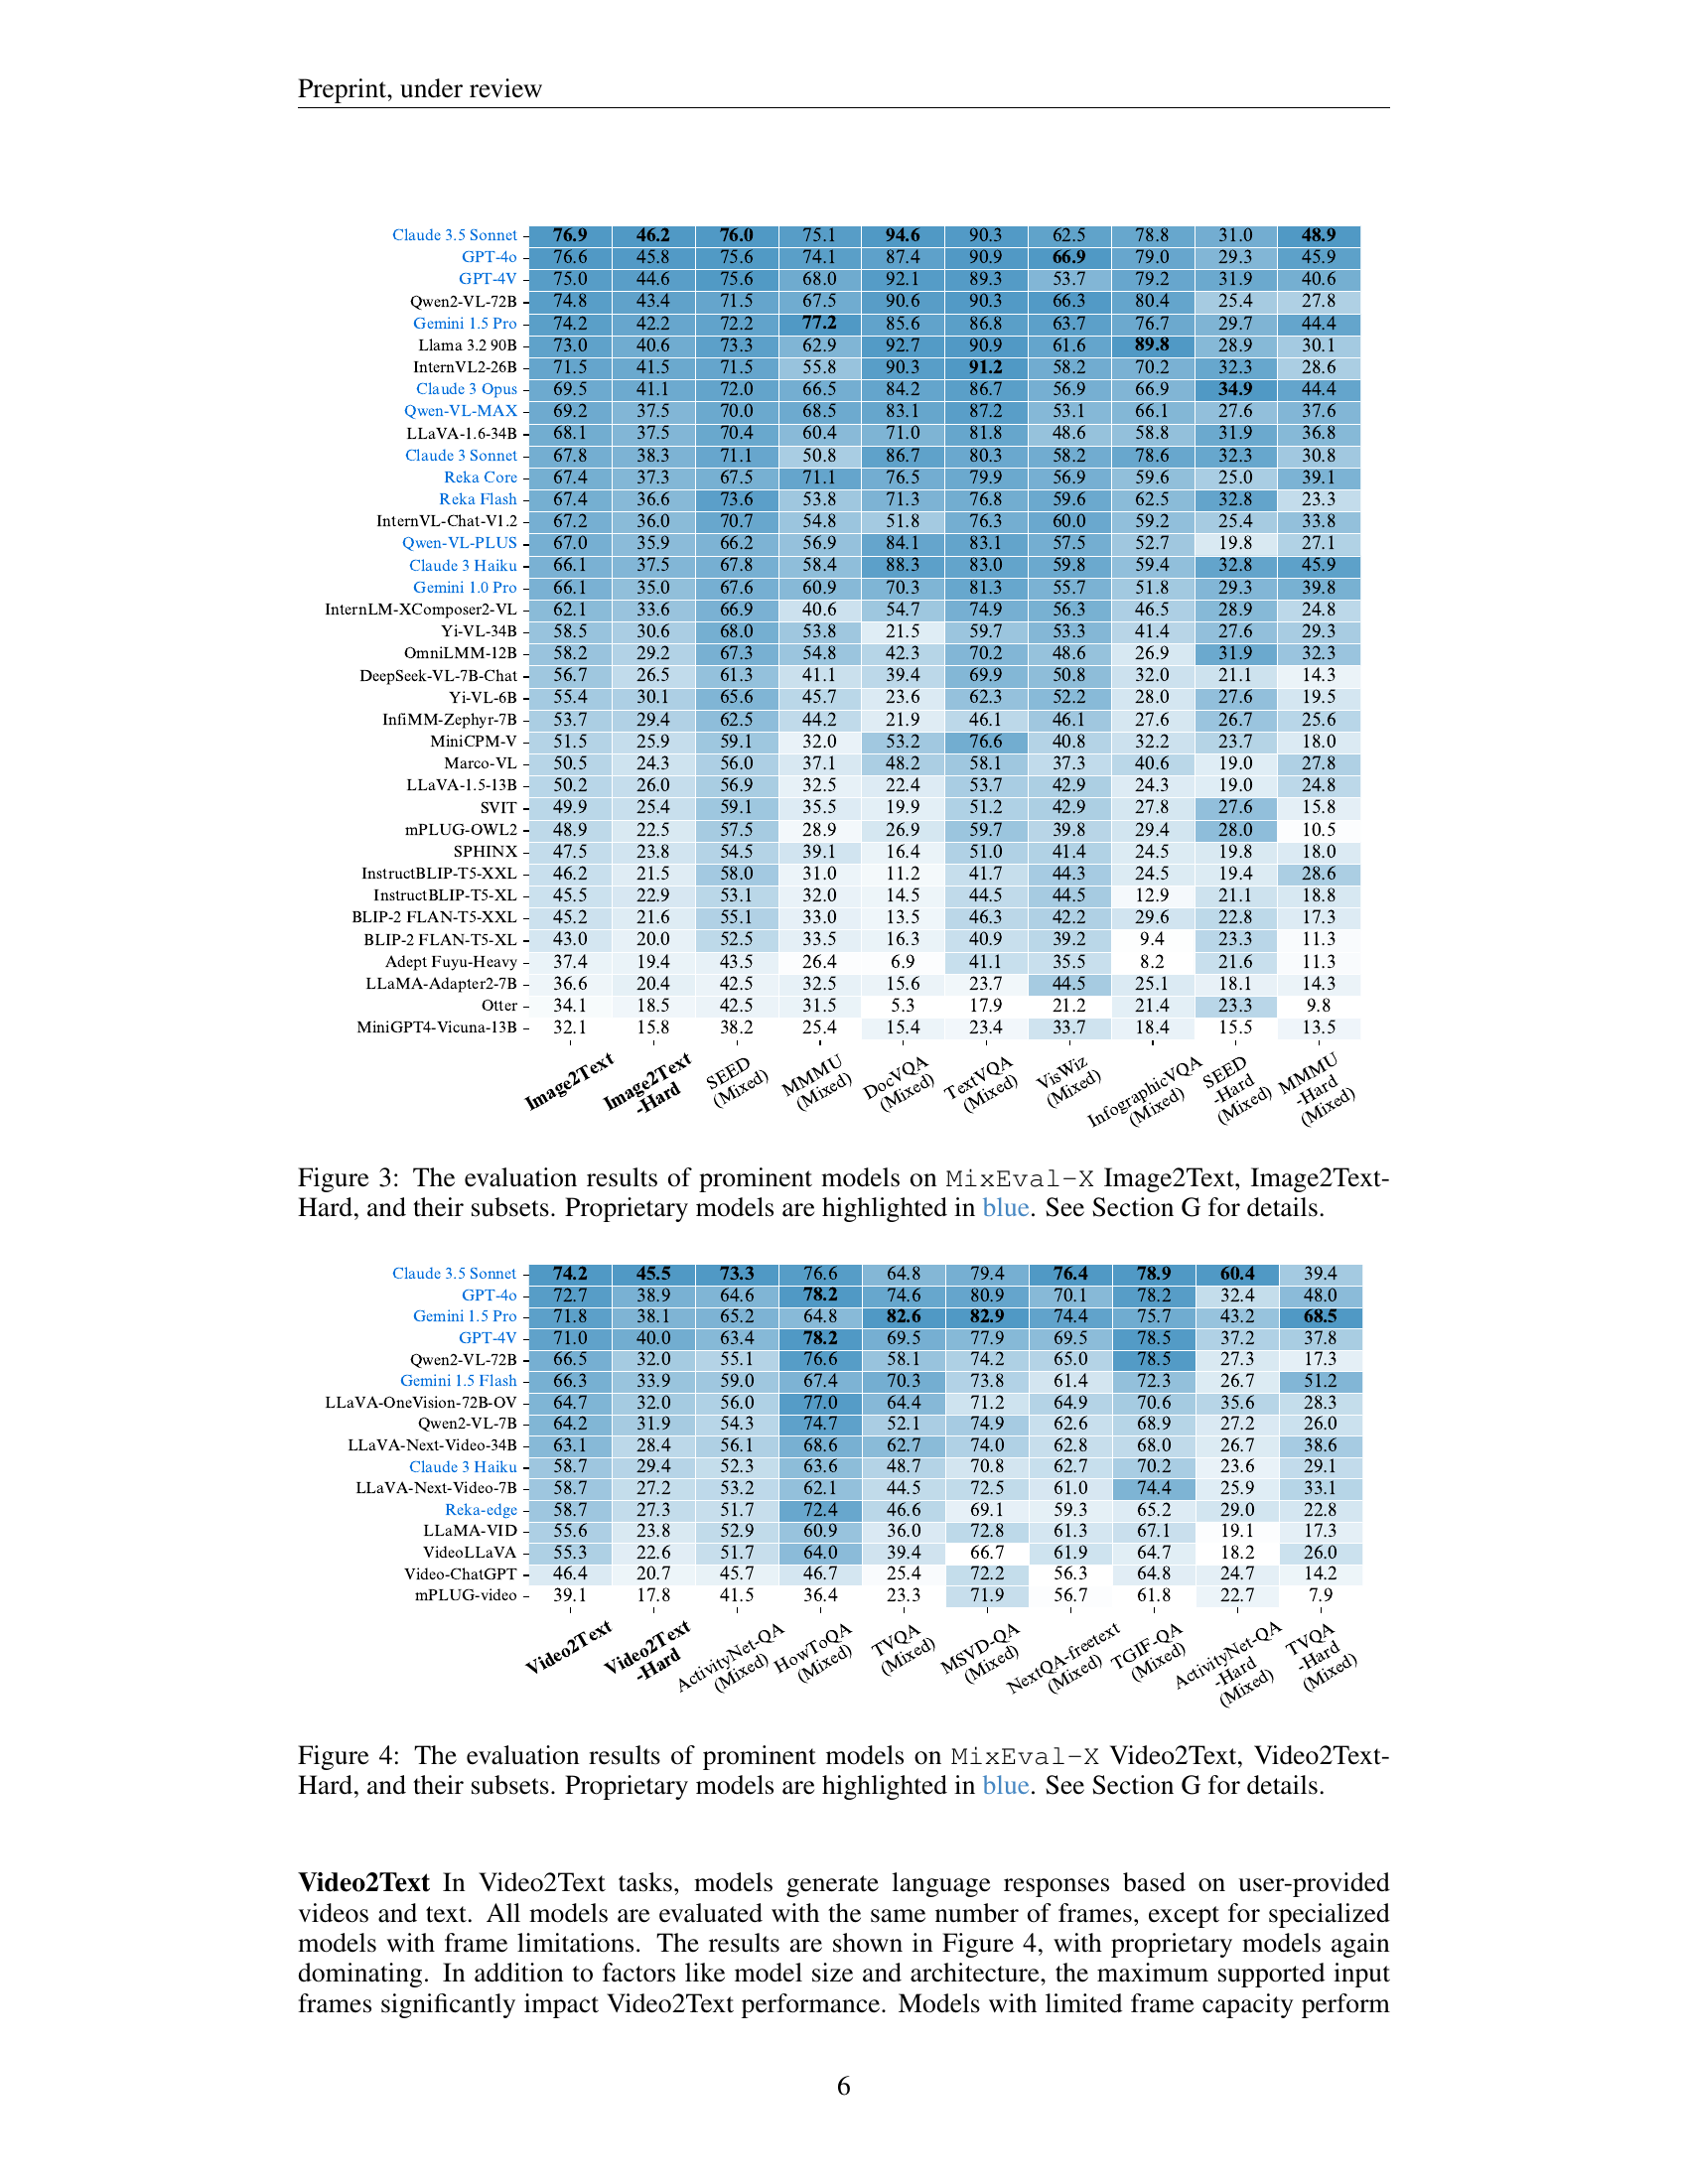 Preprint, under review
Claude 3.5 Sonnet 76.9 46.2 76.0 75.1 94.6 90.3 62.5 78.8 31.0 48.9
GPT-4o 76.6 45.8 75.6 74.1 87.4 90.9 66.9 79.0 29.3 45.9
GPT-4V 75.0 44.6 75.6 68.0 92.1 89.3 53.7 79.2 31.9 40.6
Qwen2-VL-72B 74.8 43.4 71.5 67.5 90.6 90.3 66.3 80.4 25.4 27.8
Gemini 1.5 Pro 74.2 42.2 72.2 77.2 85.6 86.8 63.7 76.7 29.7 44.4
Llama 3.2 90B 73.0 40.6 73.3 62.9 92.7 90.9 61.6 89.8 28.9 30.1
InternVL2-26B 71.5 41.5 71.5 55.8 90.3 91.2 58.2 70.2 32.3 28.6
Claude 3 Opus 69.5 41.1 72.0 66.5 84.2 86.7 56.9 66.9 34.9 44.4
Qwen-VL-MAX 69.2 37.5 70.0 68.5 83.1 87.2 53.1 66.1 27.6 37.6
LLaVA-1.6-34B 68.1 37.5 70.4 60.4 71.0 81.8 48.6 58.8 31.9 36.8
Claude 3 Sonnet 67.8 38.3 71.1 50.8 86.7 80.3 58.2 78.6 32.3 30.8
Reka Core 67.4 37.3 67.5 71.1 76.5 79.9 56.9 59.6 25.0 39.1
Reka Flash 67.4 36.6 73.6 53.8 71.3 76.8 59.6 62.5 32.8 23.3
InternVL-Chat-V1.2 67.2 36.0 70.7 54.8 51.8 76.3 60.0 59.2 25.4 33.8
Qwen-VL-PLUS 67.0 35.9 66.2 56.9 84.1 83.1 57.5 52.7 19.8 27.1
Claude 3 Haiku 66.1 37.5 67.8 58.4 88.3 83.0 59.8 59.4 32.8 45.9
Gemini 1.0 Pro 66.1 35.0 67.6 60.9 70.3 81.3 55.7 51.8 29.3 39.8
InternLM-XComposer2-VL 62.1 33.6 66.9 40.6 54.7 74.9 56.3 46.5 28.9 24.8
Yi-VL-34B 58.5 30.6 68.0 53.8 21.5 59.7 53.3 41.4 27.6 29.3
OmniLMM-12B 58.2 29.2 67.3 54.8 42.3 70.2 48.6 26.9 31.9 32.3
DeepSeek-VL-7B-Chat 56.7 26.5 61.3 41.1 39.4 69.9 50.8 32.0 21.1 14.3
Yi-VL-6B 55.4 30.1 65.6 45.7 23.6 62.3 52.2 28.0 27.6 19.5
InfiMM-Zephyr-7B 53.7 29.4 62.5 44.2 21.9 46.1 46.1 27.6 26.7 25.6
MiniCPM-V 51.5 25.9 59.1 32.0 53.2 76.6 40.8 32.2 23.7 18.0
Marco-VL 50.5 24.3 56.0 37.1 48.2 58.1 37.3 40.6 19.0 27.8
LLaVA-1.5-13B 50.2 26.0 56.9 32.5 22.4 53.7 42.9 24.3 19.0 24.8
SVIT 49.9 25.4 59.1 35.5 19.9 51.2 42.9 27.8 27.6 15.8
mPLUG-OWL2 48.9 22.5 57.5 28.9 26.9 59.7 39.8 29.4 28.0 10.5
SPHINX 47.5 23.8 54.5 39.1 16.4 51.0 41.4 24.5 19.8 18.0
InstructBLIP-T5-XXL 46.2 21.5 58.0 31.0 11.2 41.7 44.3 24.5 19.4 28.6
InstructBLIP-T5-XL 45.5 22.9 53.1 32.0 14.5 44.5 44.5 12.9 21.1 18.8
BLIP-2 FLAN-T5-XXL 45.2 21.6 55.1 33.0 13.5 46.3 42.2 29.6 22.8 17.3
BLIP-2 FLAN-T5-XL 43.0 20.0 52.5 33.5 16.3 40.9 39.2 9.4 23.3 11.3
Adept Fuyu-Heavy 37.4 19.4 43.5 26.4 6.9 41.1 35.5 8.2 21.6 11.3
LLaMA-Adapter2-7B 36.6 20.4 42.5 32.5 15.6 23.7 44.5 25.1 18.1 14.3
Otter 34.1 18.5 42.5 31.5 5.3 17.9 21.2 21.4 23.3 9.8
MiniGPT4-Vicuna-13B 32.1 15.8 38.2 25.4 15.4 23.4 33.7 18.4 15.5 13.5
Image2Text
Image2Text
-Hard
SEED
(Mixed)
MMMU
(Mixed)
DocVQA
(Mixed)
TextVQA
(Mixed)
VisWiz
(Mixed)
InfographicVQA
(Mixed)
SEED
-Hard
(Mixed)
MMMU
-Hard
(Mixed)
Figure 3: The evaluation results of prominent models on MixEval-X Image2Text, Image2Text-
Hard, and their subsets. Proprietary models are highlighted in blue. See Section G for details.
Claude 3.5 Sonnet 74.2 45.5 73.3 76.6 64.8 79.4 76.4 78.9 60.4 39.4
GPT-4o 72.7 38.9 64.6 78.2 74.6 80.9 70.1 78.2 32.4 48.0
Gemini 1.5 Pro 71.8 38.1 65.2 64.8 82.6 82.9 74.4 75.7 43.2 68.5
GPT-4V 71.0 40.0 63.4 78.2 69.5 77.9 69.5 78.5 37.2 37.8
Qwen2-VL-72B 66.5 32.0 55.1 76.6 58.1 74.2 65.0 78.5 27.3 17.3
Gemini 1.5 Flash 66.3 33.9 59.0 67.4 70.3 73.8 61.4 72.3 26.7 51.2
LLaVA-OneVision-72B-OV 64.7 32.0 56.0 77.0 64.4 71.2 64.9 70.6 35.6 28.3
Qwen2-VL-7B 64.2 31.9 54.3 74.7 52.1 74.9 62.6 68.9 27.2 26.0
LLaVA-Next-Video-34B 63.1 28.4 56.1 68.6 62.7 74.0 62.8 68.0 26.7 38.6
Claude 3 Haiku 58.7 29.4 52.3 63.6 48.7 70.8 62.7 70.2 23.6 29.1
LLaVA-Next-Video-7B 58.7 27.2 53.2 62.1 44.5 72.5 61.0 74.4 25.9 33.1
Reka-edge 58.7 27.3 51.7 72.4 46.6 69.1 59.3 65.2 29.0 22.8
LLaMA-VID 55.6 23.8 52.9 60.9 36.0 72.8 61.3 67.1 19.1 17.3
VideoLLaVA 55.3 22.6 51.7 64.0 39.4 66.7 61.9 64.7 18.2 26.0
Video-ChatGPT 46.4 20.7 45.7 46.7 25.4 72.2 56.3 64.8 24.7 14.2
mPLUG-video 39.1 17.8 41.5 36.4 23.3 71.9 56.7 61.8 22.7 7.9
Video2Text
Video2Text
-Hard
ActivityNet-QA
(Mixed)
HowToQA
(Mixed)
TVQA
(Mixed)
MSVD-QA
(Mixed)
NextQA-freetext
(Mixed)
TGIF-QA
(Mixed)
ActivityNet-QA
-Hard
(Mixed)
TVQA
-Hard
(Mixed)
Figure 4: The evaluation results of prominent models on MixEval-X Video2Text, Video2Text-
Hard, and their subsets. Proprietary models are highlighted in blue. See Section G for details.
Video2Text In Video2Text tasks, models generate language responses based on user-provided
videos and text. All models are evaluated with the same number of frames, except for specialized
models with frame limitations. The results are shown in Figure 4, with proprietary models again
dominating. In addition to factors like model size and architecture, the maximum supported input
frames significantly impact Video2Text performance. Models with limited frame capacity perform
6